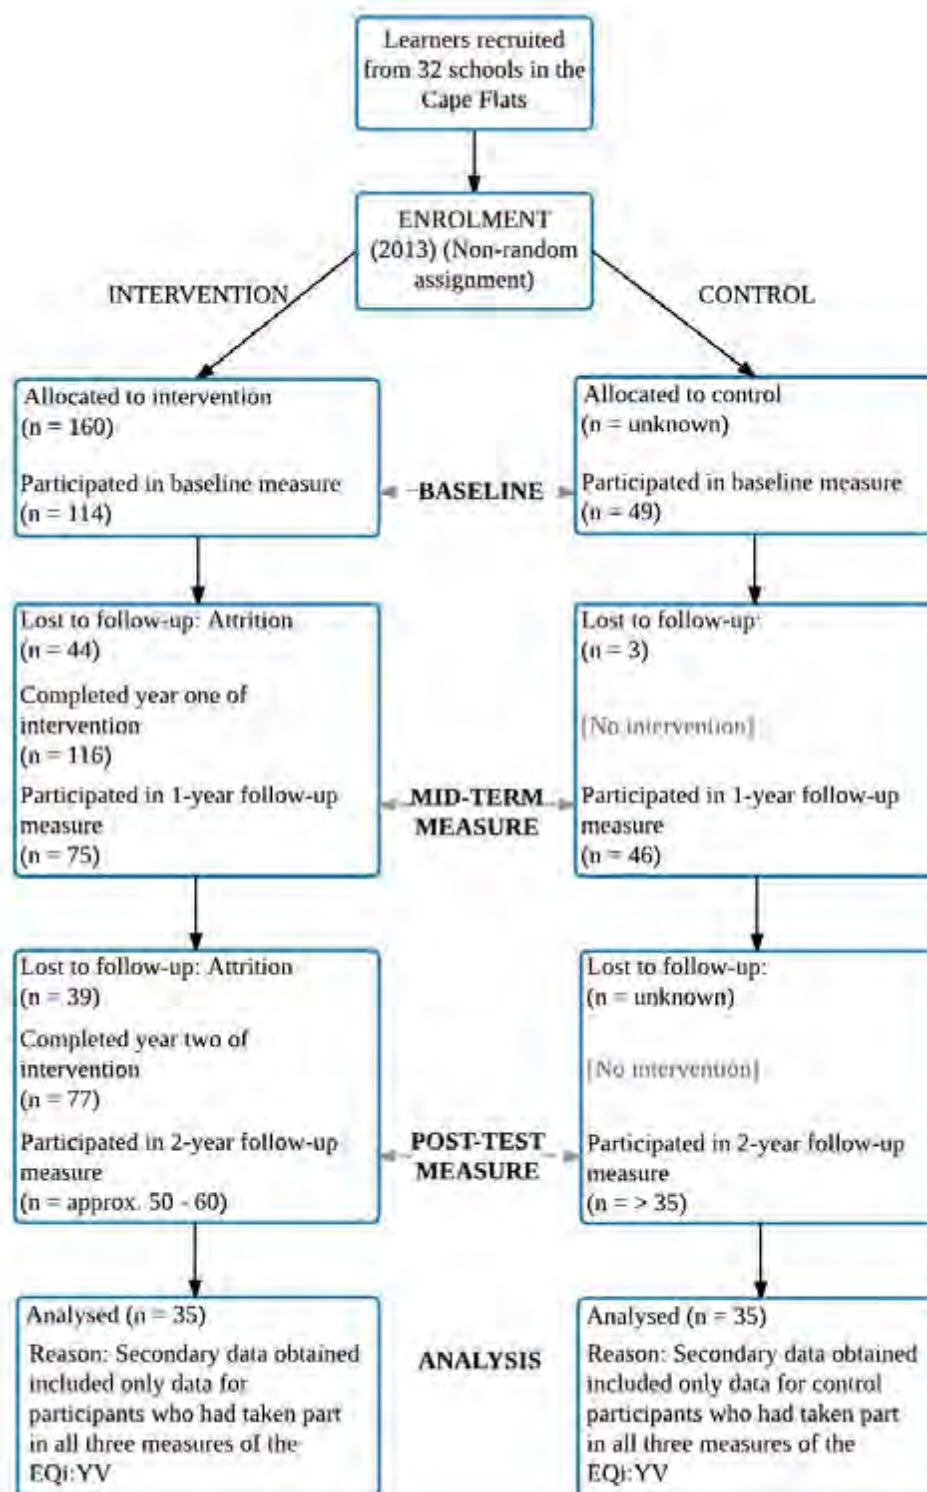 Learners recruited
from 32 schools in the
Cape Flats
ENROLMENT
(2013) (Non-random
assignment)
INTERVENTION
CONTROL
Allocated to intervention
(n = 160)
Participated in baseline measure
(n = 114)
BASELINE
Allocated to control
(n = unknown)
Participated in baseline measure
(n = 49)
Lost to follow-up: Attrition
(n = 44)
Completed year one of
intervention
(n = 116)
Participated in 1-year follow-up
measure
(n = 75)
MID-TERM
MEASURE
Lost to follow-up:
(n = 3)
[No intervention]
Participated in 1-year follow-up
measure
(n = 46)
Lost to follow-up: Attrition
(n = 39)
Completed year two of
intervention
(n = 77)
Participated in 2-year follow-up
measure
(n = approx. 50 - 60)
POST-TEST
MEASURE
Lost to follow-up:
(n = unknown)
[No intervention]
Participated in 2-year follow-up
measure
(n = > 35)
Analysed (n = 35)
Reason: Secondary data obtained
included only data for
participants who had taken part
in all three measures of the
EQi:YV
ANALYSIS
Analysed (n = 35)
Reason: Secondary data obtained
included only data for control
participants who had taken part
in all three measures of the
EQi:YV